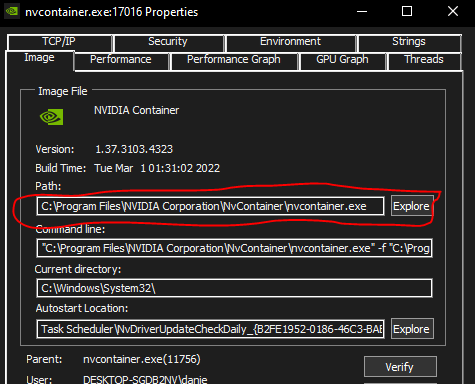 nvcontainer.exe:17016 Properties
TCP/IP Security Environment Strings
Image Performance Performance Graph GPU Graph Threads
Image File
NVIDIA Container
Version: 1.37.3103.4323
Build Time: Tue Mar 1 01:31:02 2022
Path:
C:\Program Files\NVIDIA Corporation\NvContainer\nvcontainer.exe Explore
Command line:
"C:\Program Files\NVIDIA Corporation\NvContainer\nvcontainer.exe" -f "C:\Prog
Current directory:
C:\Windows\System32\
Autostart Location:
Task Scheduler\NvDriverUpdateCheckDaily_{B2FE1952-0186-46C3-BAE Explore
Parent: nvcontainer.exe(11756)
Verify
User: DESKTOP-SGDB2NV\danie